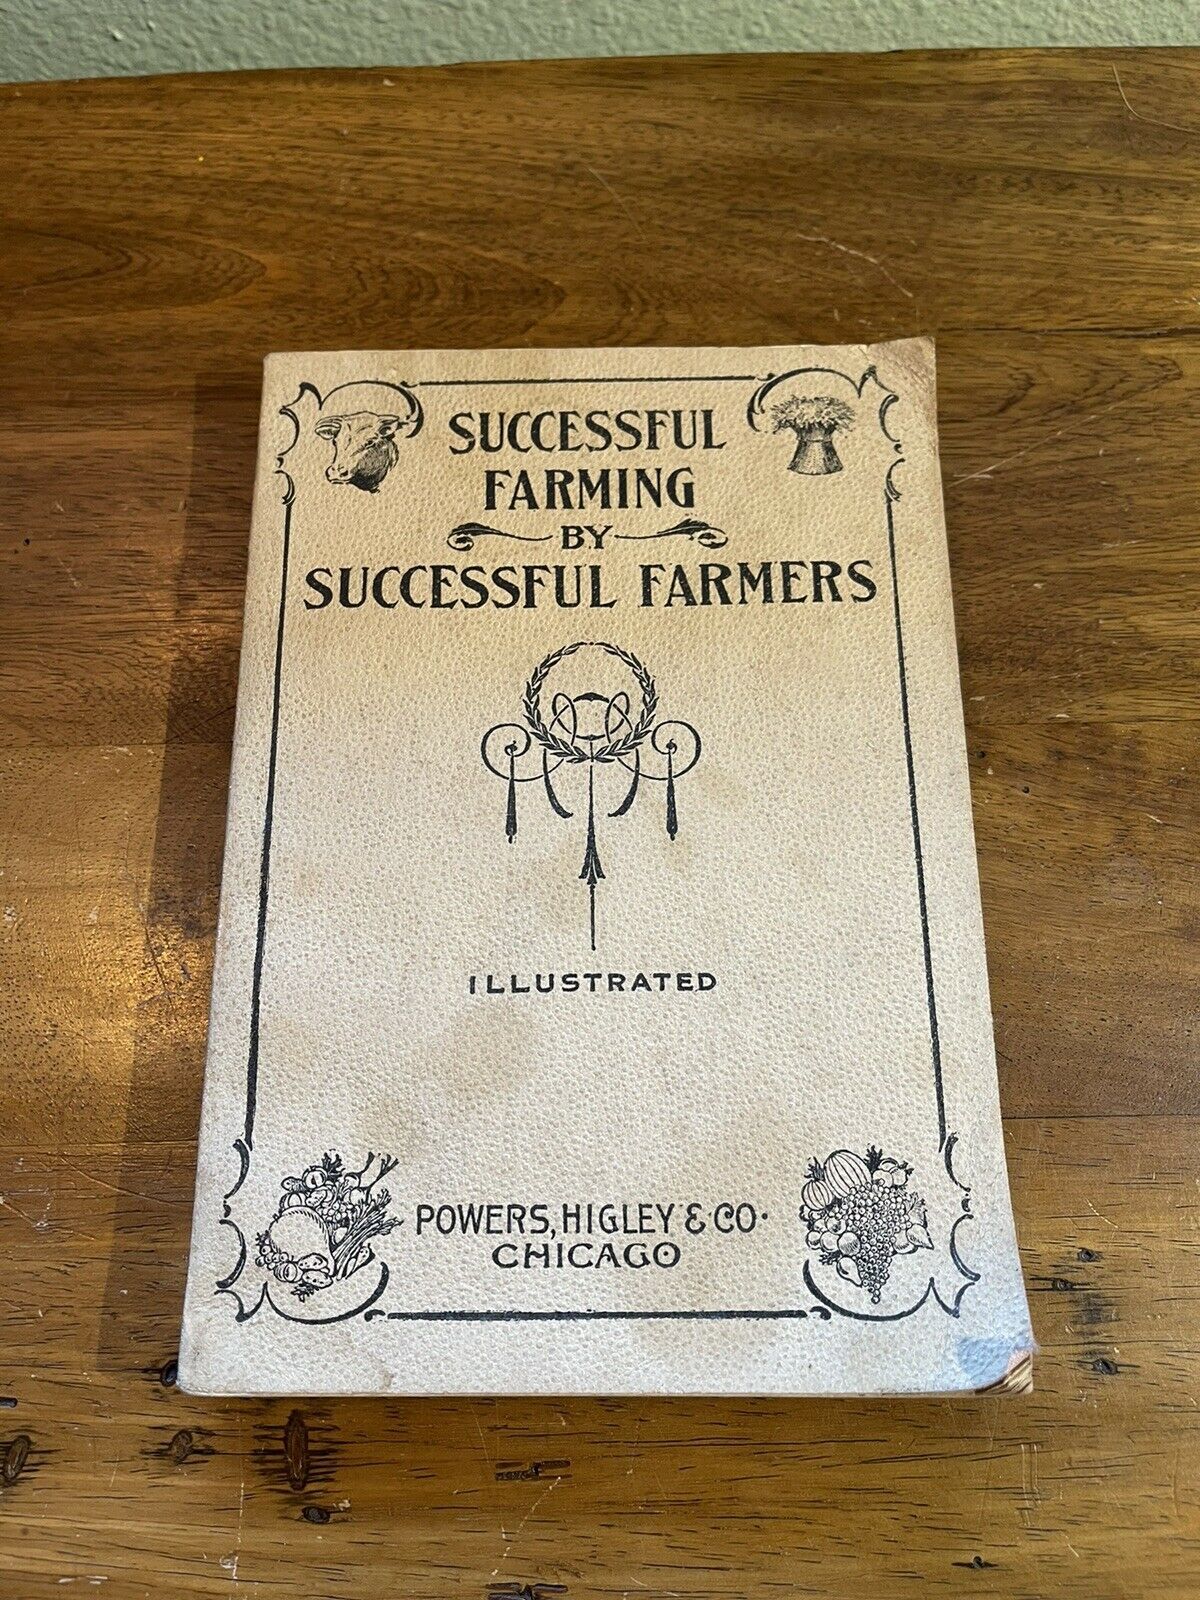 SUCCESSFUL
FARMING
BY
SUCCESSFUL FARMERS
ILLUSTRATED
POWERS, HIGLEY & CO.
CHICAGO